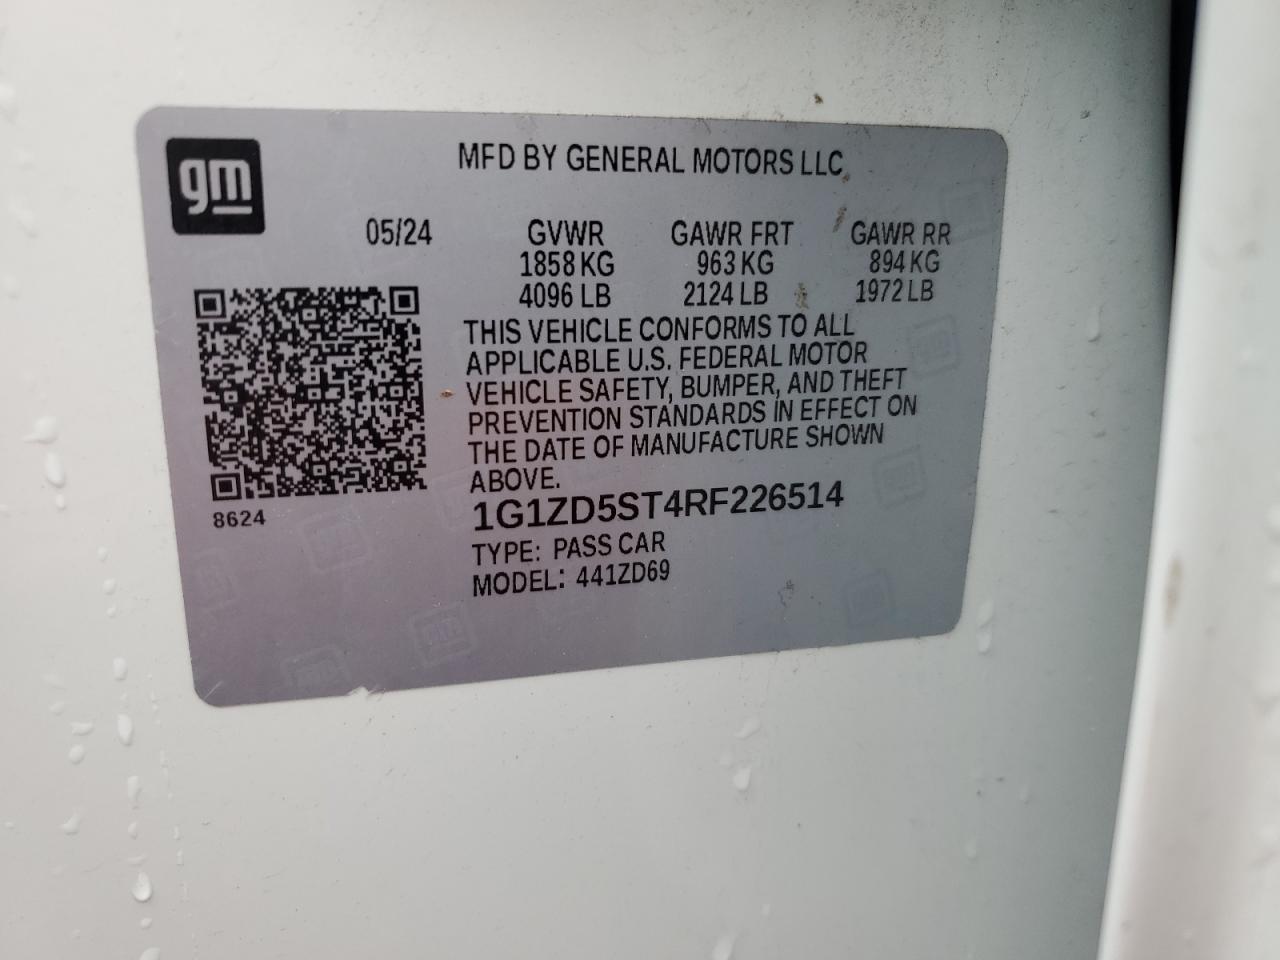 gm
MFD BY GENERAL MOTORS LLC
05/24 GVWR GAWR FRT GAWR RR
1858 KG 963 KG 894 KG
4096 LB 2124 LB 1972 LB
THIS VEHICLE CONFORMS TO ALL
APPLICABLE U.S. FEDERAL MOTOR
VEHICLE SAFETY, BUMPER, AND THEFT
PREVENTION STANDARDS IN EFFECT ON
THE DATE OF MANUFACTURE SHOWN
ABOVE.
8624
1G1ZD5ST4RF226514
TYPE: PASS CAR
MODEL: 441ZD69